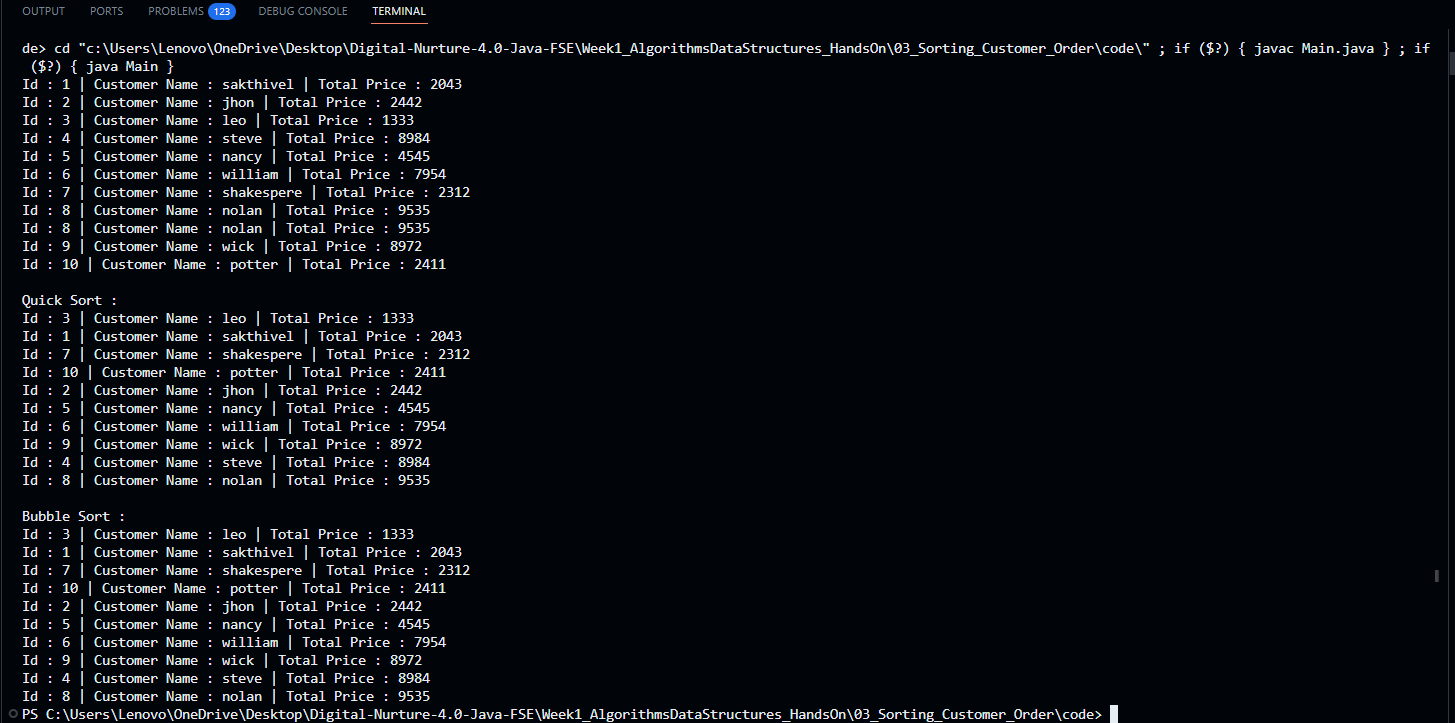 OUTPUT PORTS PROBLEMS 123 DEBUG CONSOLE TERMINAL
de> cd "c:\Users\Lenovo\OneDrive\Desktop\Digital-Nurture-4.0-Java-FSE\Week1_AlgorithmsDataStructures_HandsOn\03_Sorting_Customer_Order\code\" ; if ($?) { javac Main.java } ; if
($?) { java Main }
Id : 1 | Customer Name : sakthivel | Total Price : 2043
Id : 2 | Customer Name : jhon | Total Price : 2442
Id : 3 | Customer Name : leo | Total Price : 1333
Id : 4 | Customer Name : steve | Total Price : 8984
Id : 5 | Customer Name : nancy | Total Price : 4545
Id : 6 | Customer Name : william | Total Price : 7954
Id : 7 | Customer Name : shakespere | Total Price : 2312
Id : 8 | Customer Name : nolan | Total Price : 9535
Id : 8 | Customer Name : nolan | Total Price : 9535
Id : 9 | Customer Name : wick | Total Price : 8972
Id : 10 | Customer Name : potter | Total Price : 2411
Quick Sort :
Id : 3 | Customer Name : leo | Total Price : 1333
Id : 1 | Customer Name : sakthivel | Total Price : 2043
Id : 7 | Customer Name : shakespere | Total Price : 2312
Id : 10 | Customer Name : potter | Total Price : 2411
Id : 2 | Customer Name : jhon | Total Price : 2442
Id : 5 | Customer Name : nancy | Total Price : 4545
Id : 6 | Customer Name : william | Total Price : 7954
Id : 9 | Customer Name : wick | Total Price : 8972
Id : 4 | Customer Name : steve | Total Price : 8984
Id : 8 | Customer Name : nolan | Total Price : 9535
Bubble Sort :
Id : 3 | Customer Name : leo | Total Price : 1333
Id : 1 | Customer Name : sakthivel | Total Price : 2043
Id : 7 | Customer Name : shakespere | Total Price : 2312
Id : 10 | Customer Name : potter | Total Price : 2411
Id : 2 | Customer Name : jhon | Total Price : 2442
Id : 5 | Customer Name : nancy | Total Price : 4545
Id : 6 | Customer Name : william | Total Price : 7954
Id : 9 | Customer Name : wick | Total Price : 8972
Id : 4 | Customer Name : steve | Total Price : 8984
Id : 8 | Customer Name : nolan | Total Price : 9535
PS C:\Users\Lenovo\OneDrive\Desktop\Digital-Nurture-4.0-Java-FSE\Week1_AlgorithmsDataStructures_HandsOn\03_Sorting_Customer_Order\code>